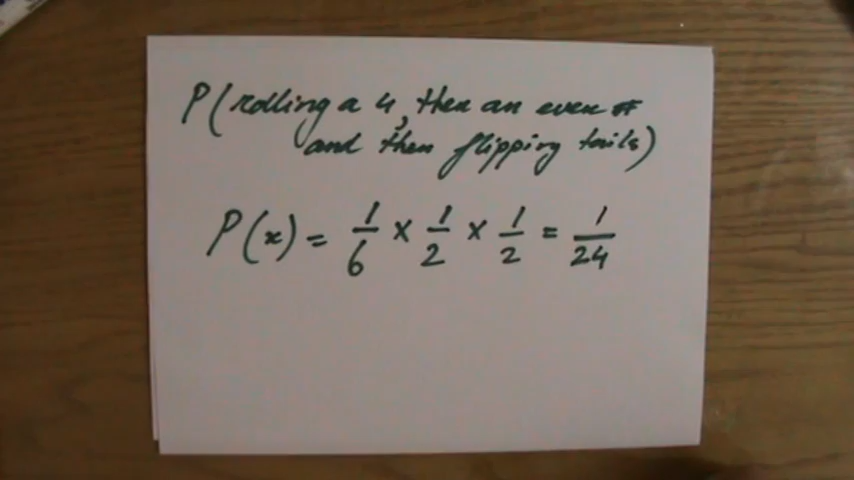 P(rolling a 4, then an even #
and then flipping tails)
P(x) = 1/6 × 1/2 × 1/2 = 1/24